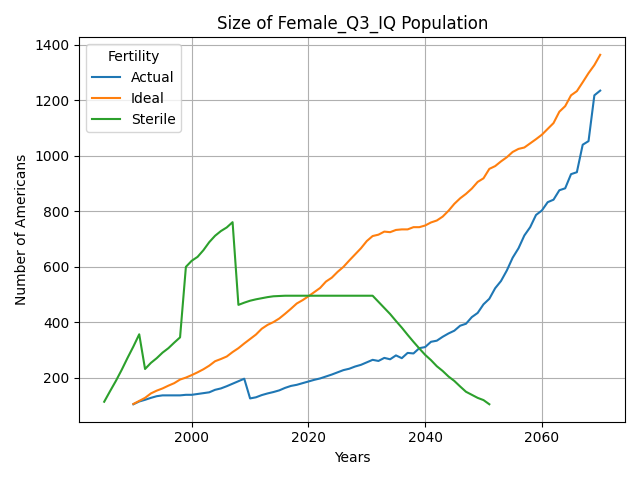 Size of Female_Q3_IQ Population
Fertility
Actual
Ideal
Sterile
Number of Americans
1400
1200
1000
800
600
400
200
2000
2020
2040
2060
Years